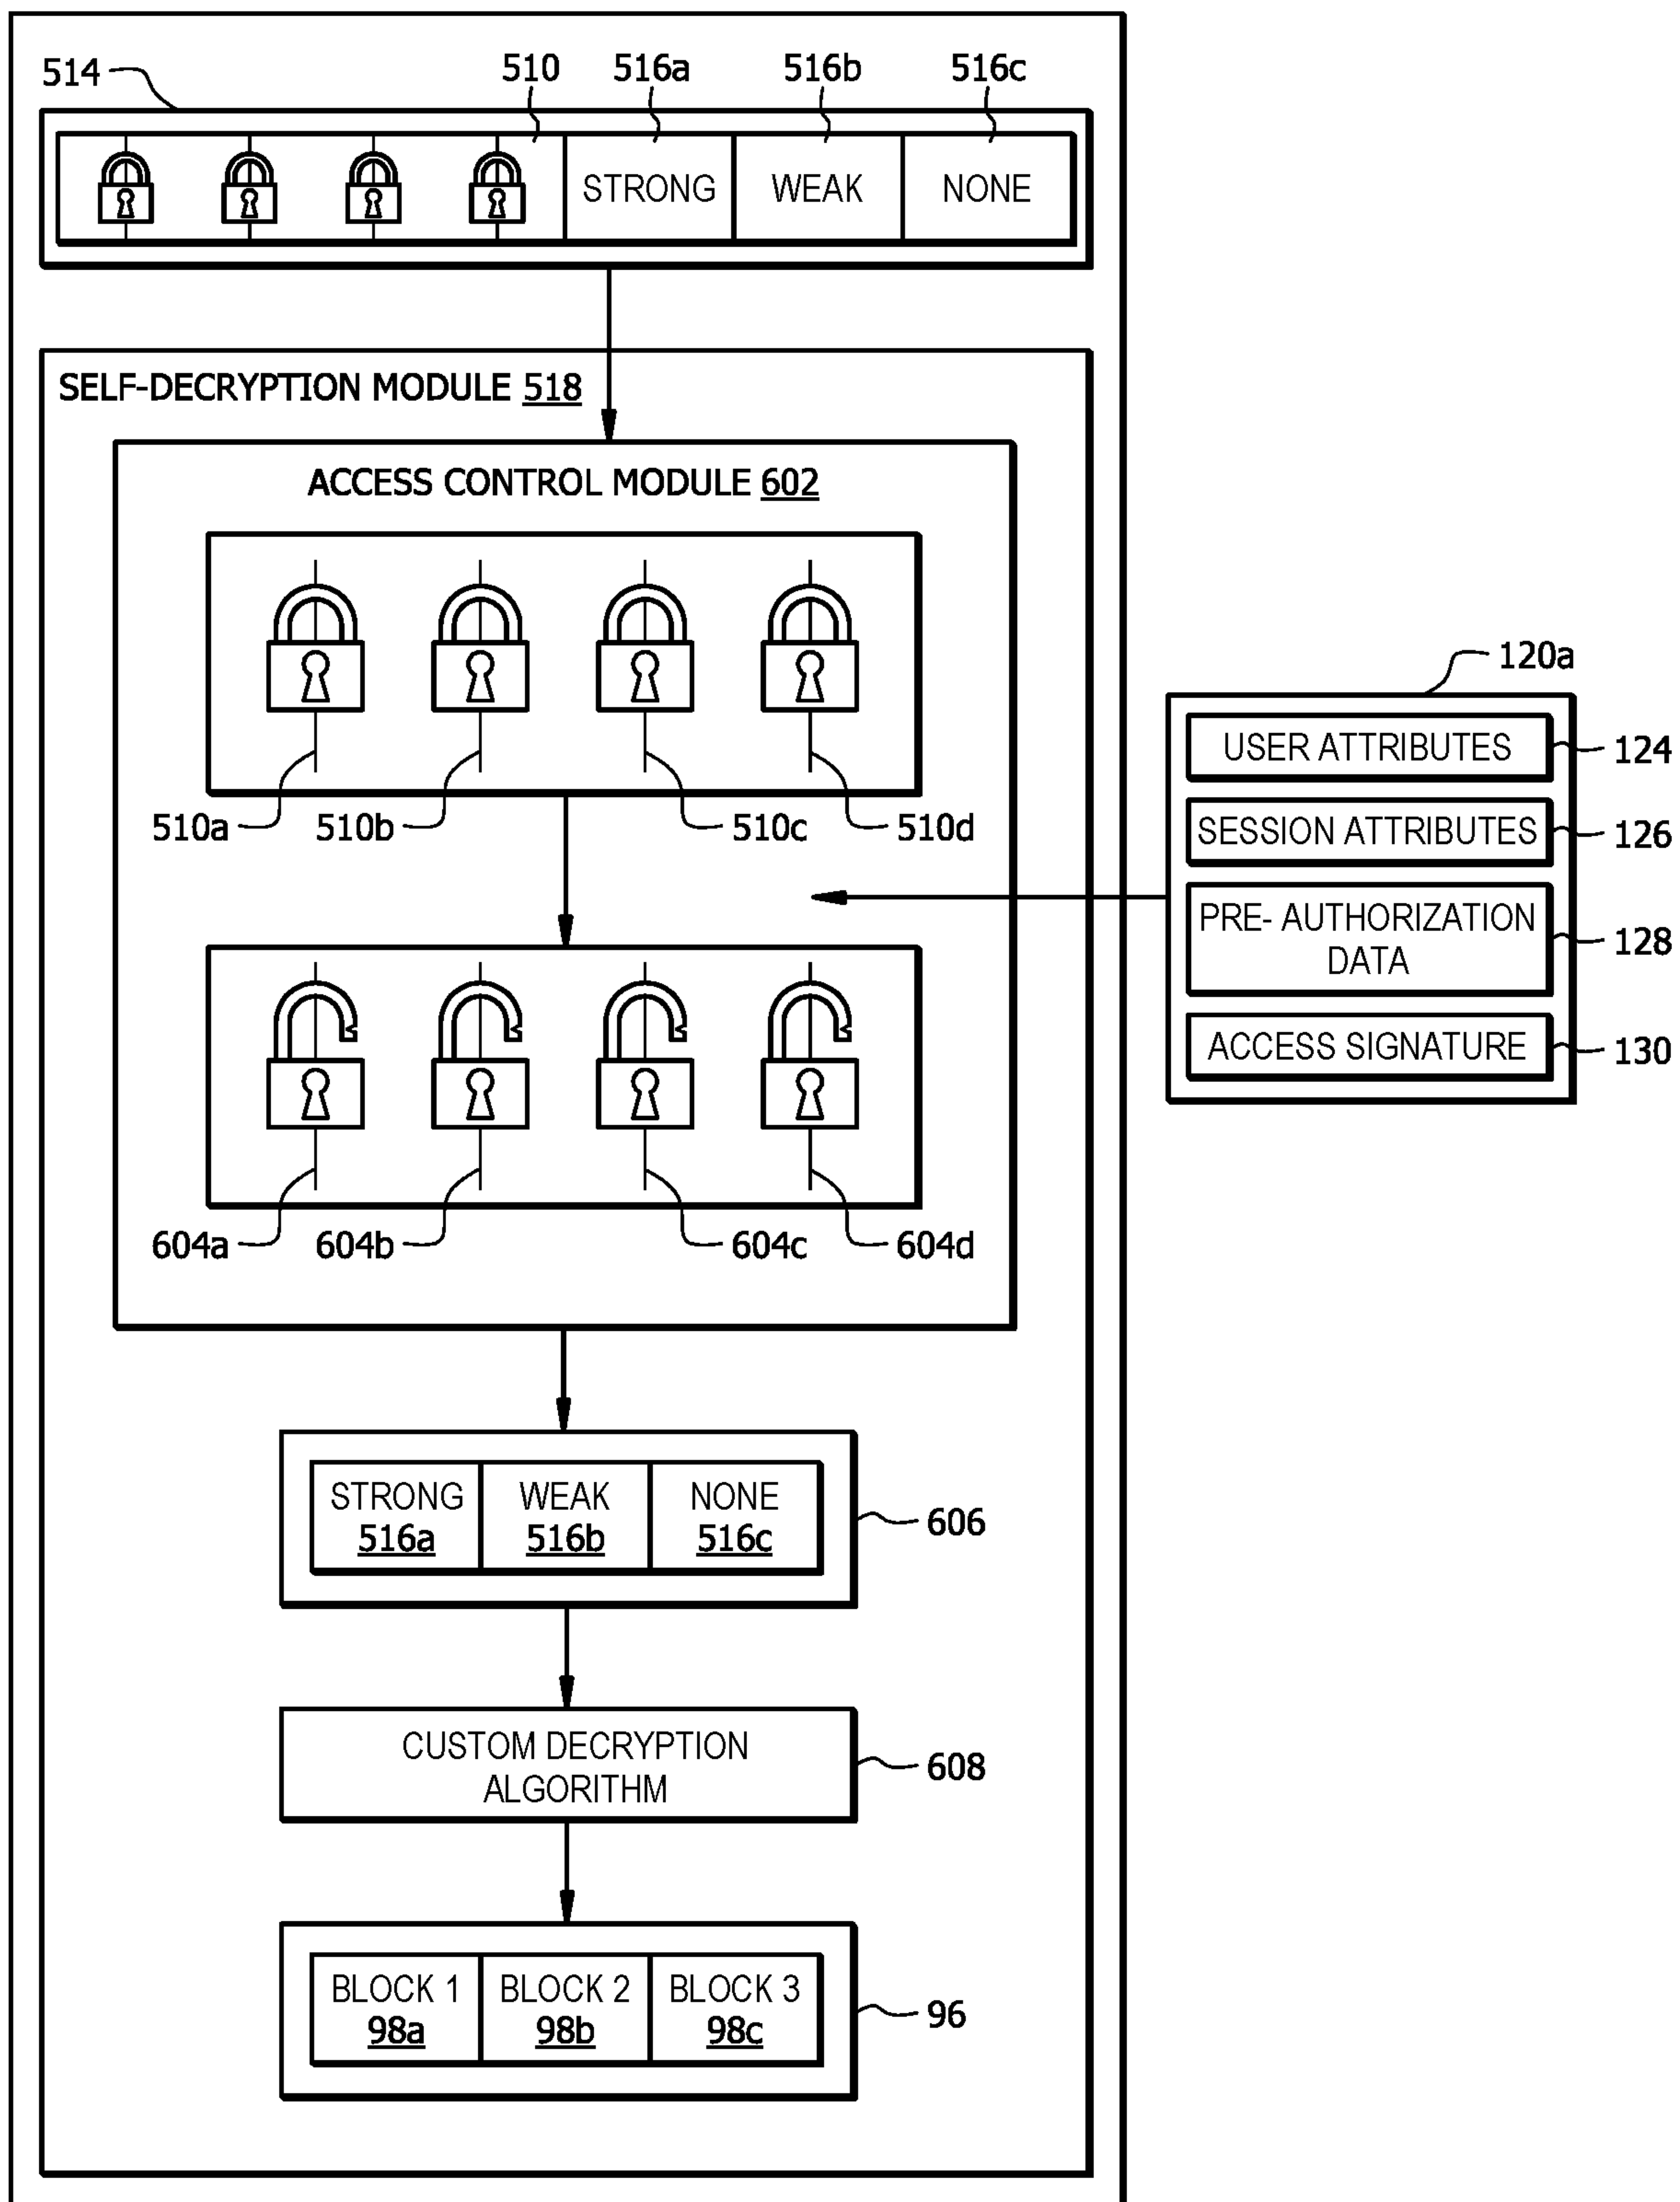 514
510
516a
516b
516c
STRONG
WEAK
NONE
SELF-DECRYPTION MODULE 518
ACCESS CONTROL MODULE 602
510a
510b
510c
510d
120a
USER ATTRIBUTES
124
SESSION ATTRIBUTES
126
PRE- AUTHORIZATION
DATA
128
ACCESS SIGNATURE
130
604a
604b
604c
604d
STRONG
516a
WEAK
516b
NONE
516c
606
CUSTOM DECRYPTION
ALGORITHM
608
BLOCK 1
98a
BLOCK 2
98b
BLOCK 3
98c
96